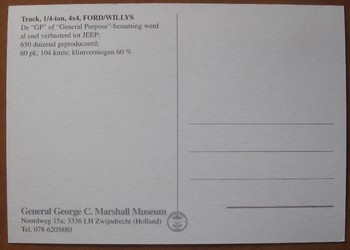 Truck, 1/4-ton, 4x4, FORD/WILLYS
De "GP" of "General Purpose"-benaming werd
al snel verbasterd tot JEEP;
650 duizend geproduceerd;
60 pk; 104 km/u; klimvermogen 60 %
General George C. Marshall Museum
Noordweg 15a; 3336 LH Zwijndrecht (Holland)
Tel. 078-6205880